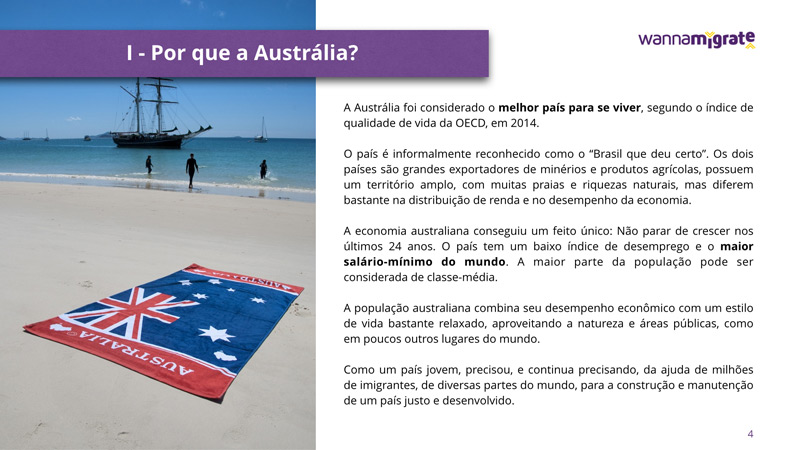 I - Por que a Austrália?
wannamigrate
A Austrália foi considerado o melhor país para se viver, segundo o índice de
qualidade de vida da OECD, em 2014.
O país é informalmente reconhecido como o “Brasil que deu certo”. Os dois
países são grandes exportadores de minérios e produtos agrícolas, possuem
um território amplo, com muitas praias e riquezas naturais, mas diferem
bastante na distribuição de renda e no desempenho da economia.
A economia australiana conseguiu um feito único: Não parar de crescer nos
últimos 24 anos. O país tem um baixo índice de desemprego e o maior
salário-mínimo do mundo. A maior parte da população pode ser
considerada de classe-média.
A população australiana combina seu desempenho econômico com um estilo
de vida bastante relaxado, aproveitando a natureza e áreas públicas, como
em poucos outros lugares do mundo.
Como um país jovem, precisou, e continua precisando, da ajuda de milhões
de imigrantes, de diversas partes do mundo, para a construção e manutenção
de um país justo e desenvolvido.
AUSTRALIA
AUSTRALIA
4